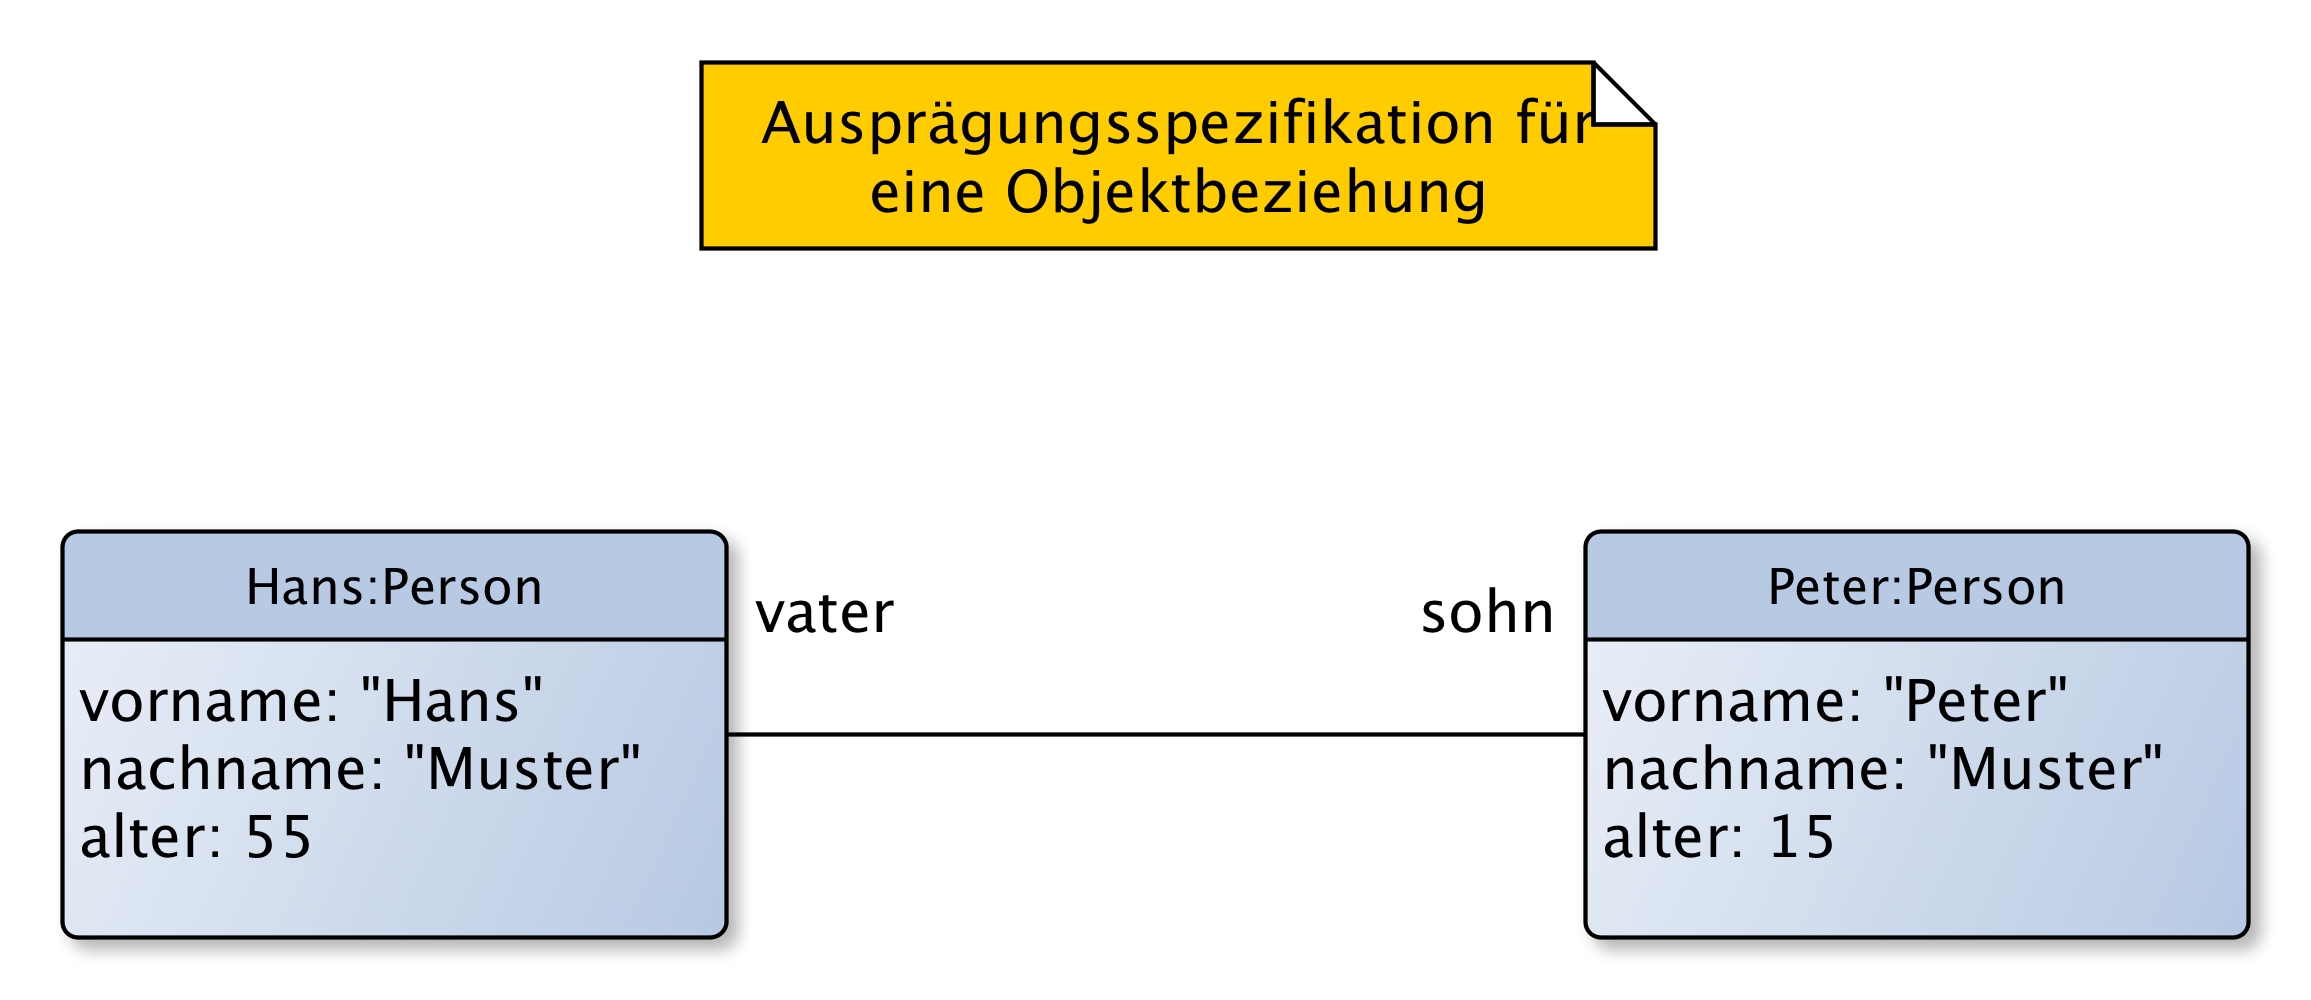 Ausprägungsspezifikation für
eine Objektbeziehung
Hans:Person
vorname: "Hans"
nachname: "Muster"
alter: 55
vater
sohn
Peter:Person
vorname: "Peter"
nachname: "Muster"
alter: 15